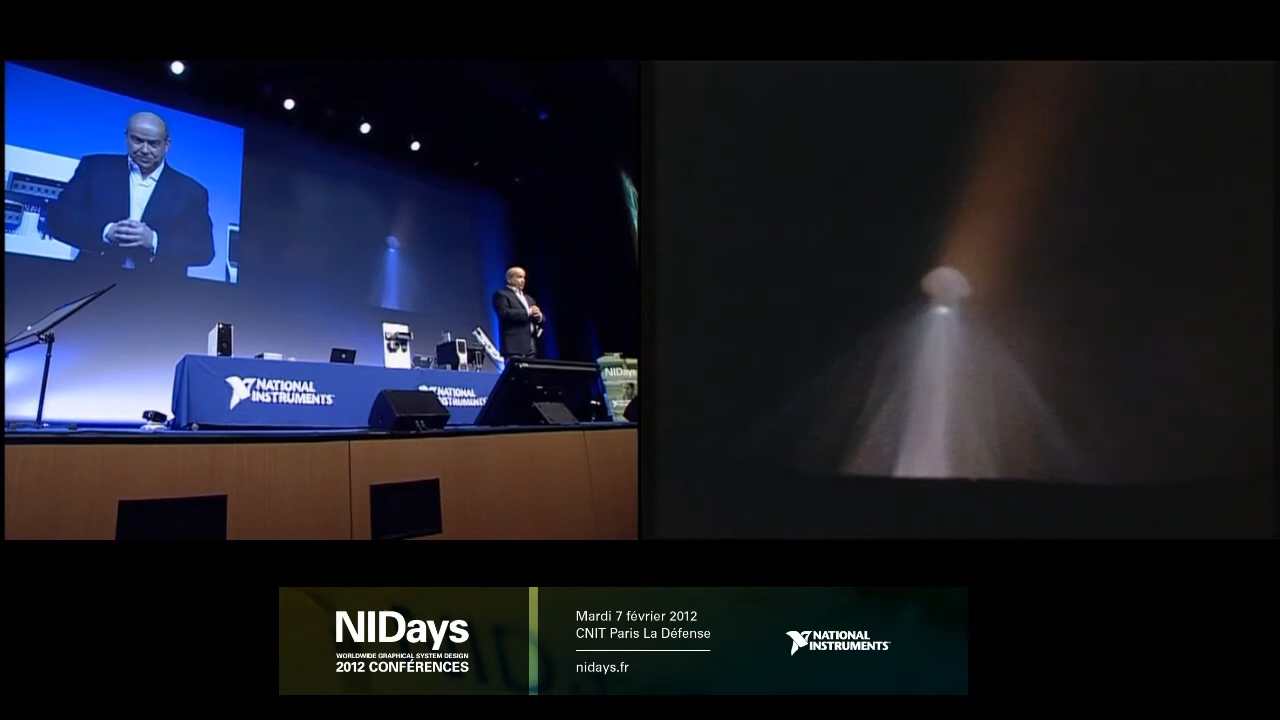 NATIONAL
INSTRUMENTS
NATIONAL
INSTRUMENTS
NIDays
NIDays
WORLDWIDE GRAPHICAL SYSTEM DESIGN
2012 CONFÉRENCES
Mardi 7 février 2012
CNIT Paris La Défense
nidays.fr
NATIONAL
INSTRUMENTS